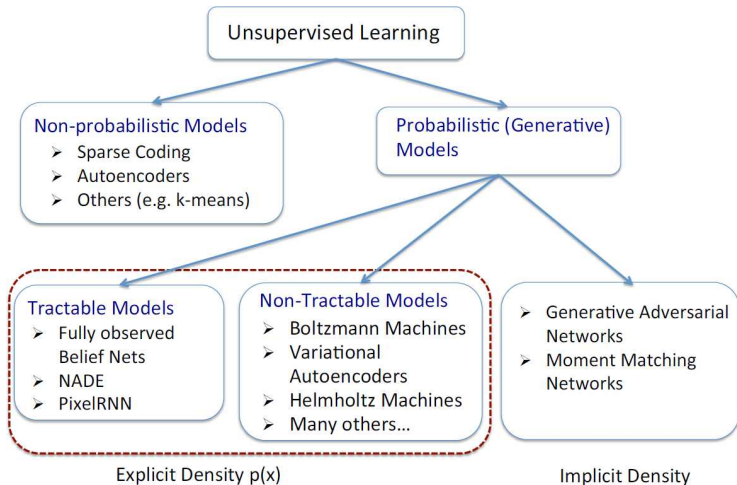 Unsupervised Learning
Non-probabilistic Models
➢ Sparse Coding
➢ Autoencoders
➢ Others (e.g. k-means)
Probabilistic (Generative)
Models
Tractable Models
➢ Fully observed
Belief Nets
➢ NADE
➢ PixelRNN
Non-Tractable Models
➢ Boltzmann Machines
➢ Variational
Autoencoders
➢ Helmholtz Machines
➢ Many others…
➢ Generative Adversarial
Networks
➢ Moment Matching
Networks
Explicit Density p(x)
Implicit Density